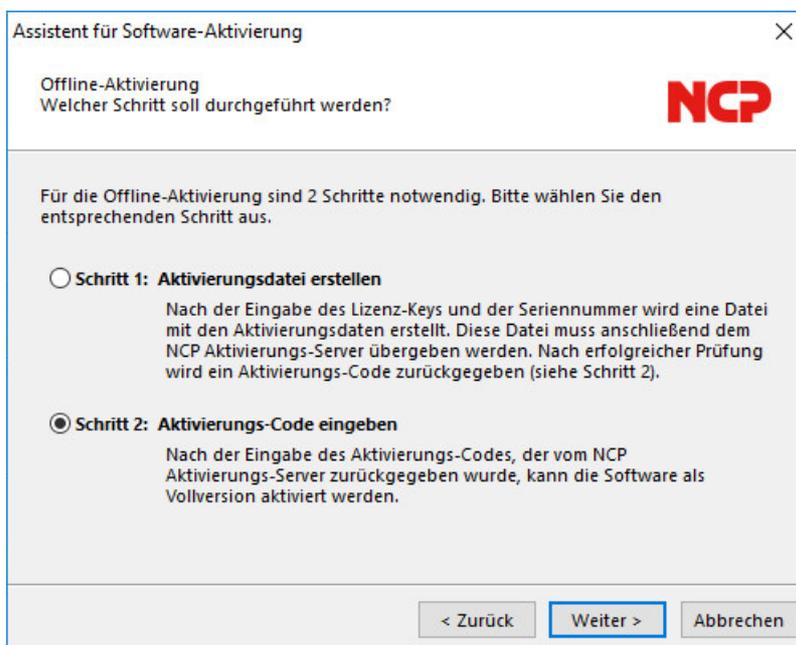 Assistent für Software-Aktivierung
Offline-Aktivierung
Welcher Schritt soll durchgeführt werden?
NCP
Für die Offline-Aktivierung sind 2 Schritte notwendig. Bitte wählen Sie den
entsprechenden Schritt aus.
Schritt 1: Aktivierungsdatei erstellen
Nach der Eingabe des Lizenz-Keys und der Seriennummer wird eine Datei
mit den Aktivierungsdaten erstellt. Diese Datei muss anschließend dem
NCP Aktivierungs-Server übergeben werden. Nach erfolgreicher Prüfung
wird ein Aktivierungs-Code zurückgegeben (siehe Schritt 2).
Schritt 2: Aktivierungs-Code eingeben
Nach der Eingabe des Aktivierungs-Codes, der vom NCP
Aktivierungs-Server zurückgegeben wurde, kann die Software als
Vollversion aktiviert werden.
< Zurück Weiter > Abbrechen